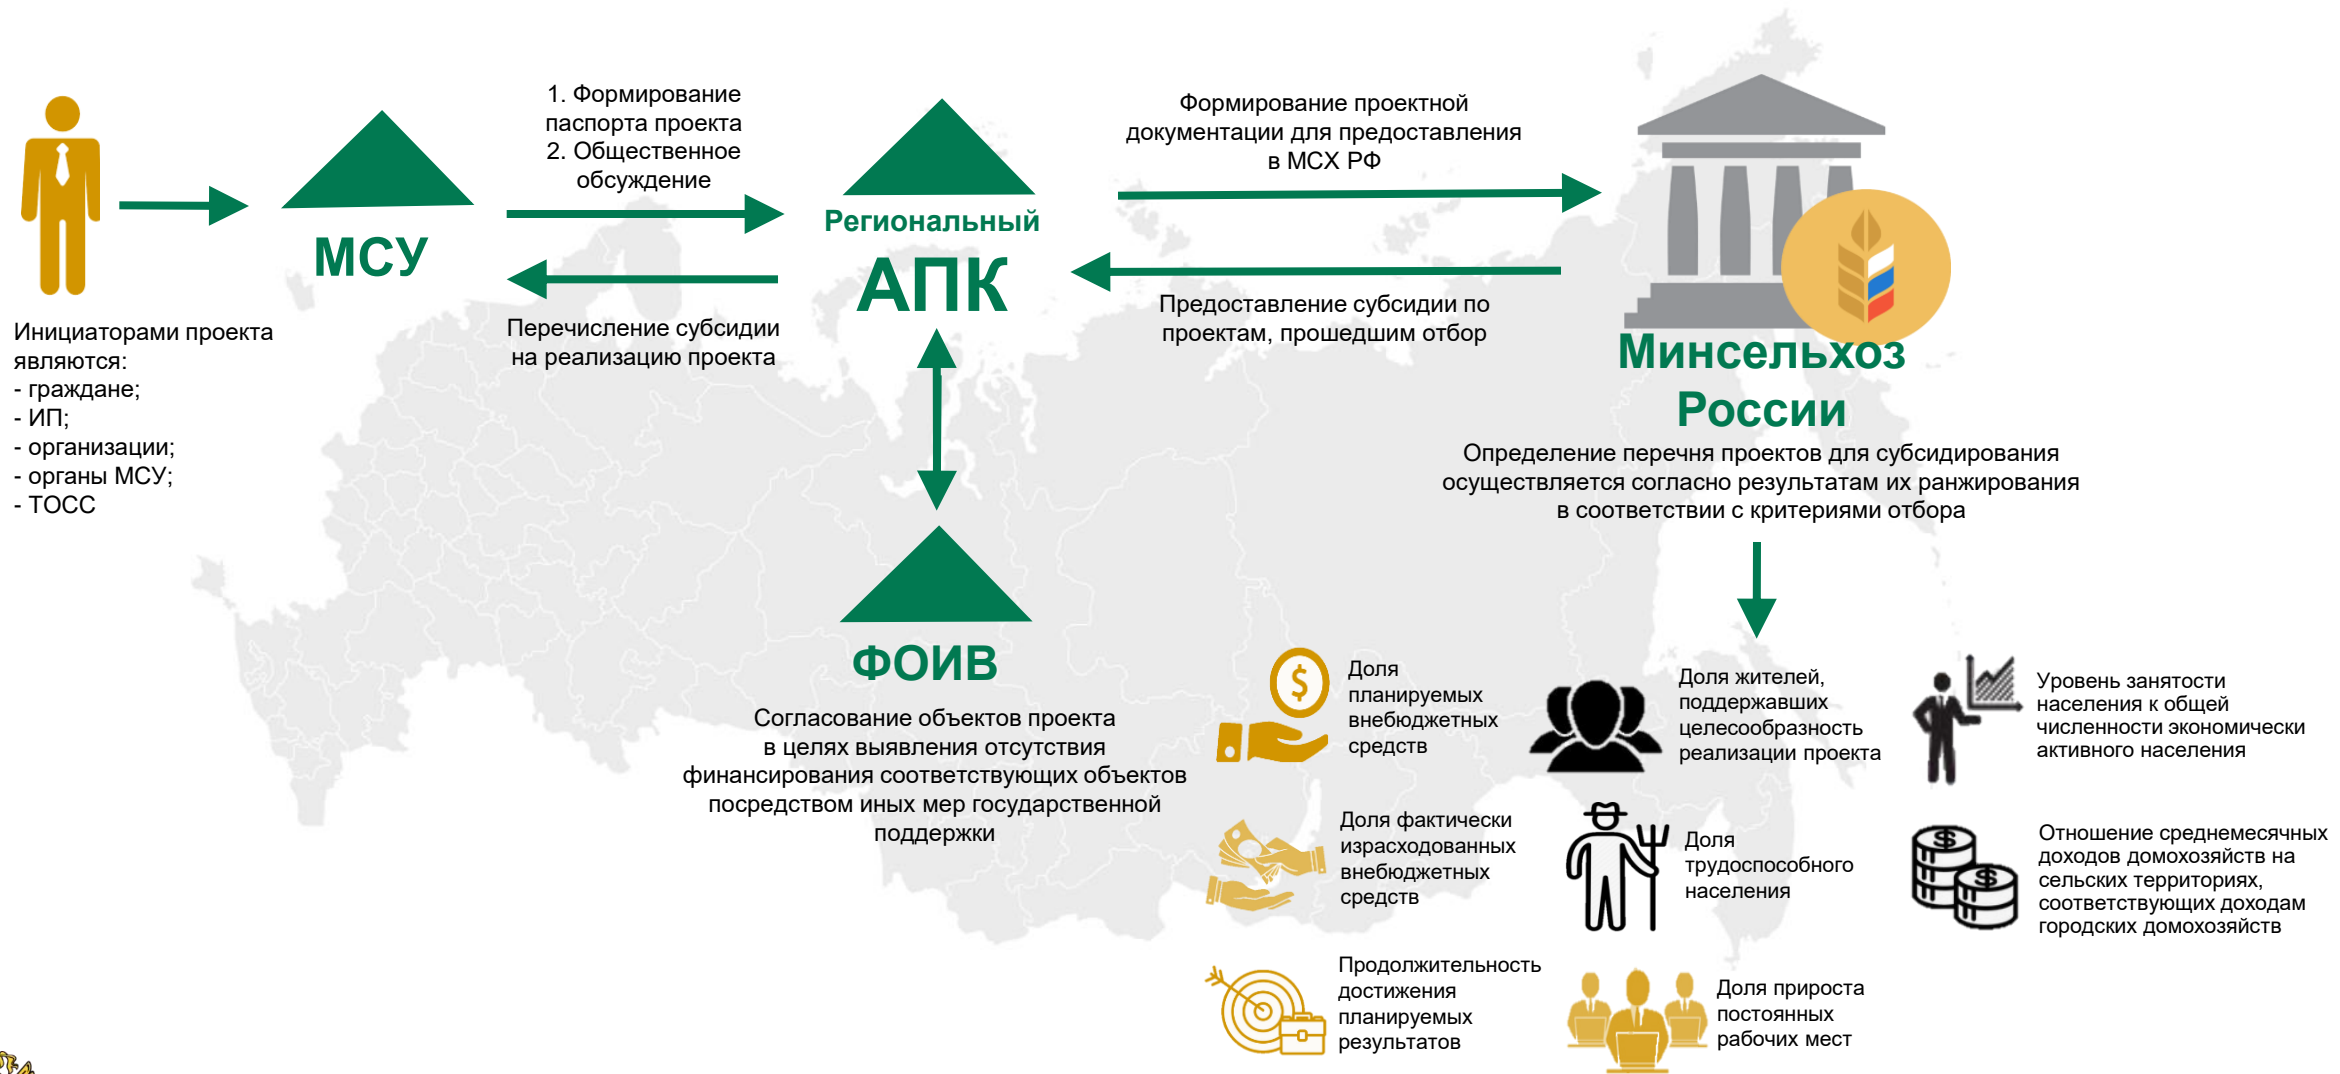 1. Формирование
паспорта проекта
2. Общественное
обсуждение
Формирование проектной
документации для предоставления
в МСХ РФ
МСУ
Региональный
АПК
Перечисление субсидии
на реализацию проекта
Предоставление субсидии по
проектам, прошедшим отбор
Инициаторами проекта
являются:
- граждане;
- ИП;
- организации;
- органы МСУ;
- ТОСС
Минсельхоз
России
Определение перечня проектов для субсидирования
осуществляется согласно результатам их ранжирования
в соответствии с критериями отбора
ФОИВ
Согласование объектов проекта
в целях выявления отсутствия
финансирования соответствующих объектов
посредством иных мер государственной
поддержки
Доля
планируемых
внебюджетных
средств
Доля жителей,
поддержавших
целесообразность
реализации проекта
Уровень занятости
населения к общей
численности экономически
активного населения
Доля фактически
израсходованных
внебюджетных
средств
Доля
трудоспособного
населения
Отношение среднемесячных
доходов домохозяйств на
сельских территориях,
соответствующих доходам
городских домохозяйств
Продолжительность
достижения
планируемых
результатов
Доля прироста
постоянных
рабочих мест